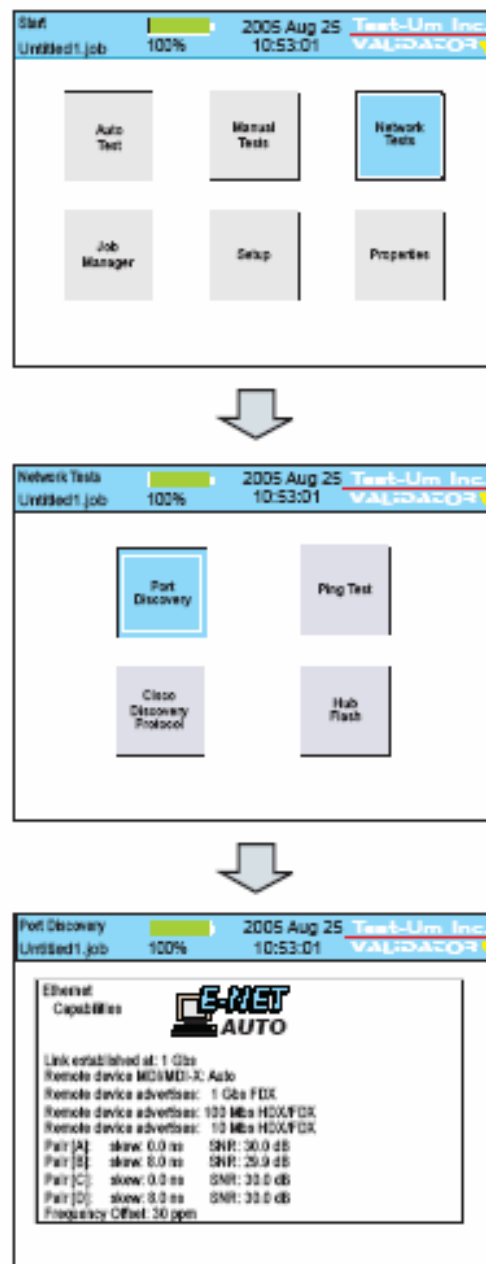 Start
Untitled1.job 100% 2005 Aug 25 10:53:01 Test-Um Inc.
VALIDATOR
Auto Test
Manual Tests
Network Tests
Job Manager
Setup
Properties
Network Tests
Untitled1.job 100% 2005 Aug 25 10:53:01 Test-Um Inc.
VALIDATOR
Port Discovery
Ping Test
Cisco Discovery Protocol
Hub Flash
Port Discovery
Untitled1.job 100% 2005 Aug 25 10:53:01 Test-Um Inc.
VALIDATOR
Ethernet
Capabilities
E-NET
AUTO
Link established at: 1 Gbs
Remote device MDI/MDI-X: Auto
Remote device advertises: 1 Gbs FDX
Remote device advertises: 100 Mbs HDX/FDX
Remote device advertises: 10 Mbs HDX/FDX
Pair[A]: skew: 0.0 ns SNR: 30.0 dB
Pair[B]: skew: 8.0 ns SNR: 29.9 dB
Pair[C]: skew: 0.0 ns SNR: 30.0 dB
Pair[D]: skew: 8.0 ns SNR: 30.0 dB
Frequency Offset: 30 ppm